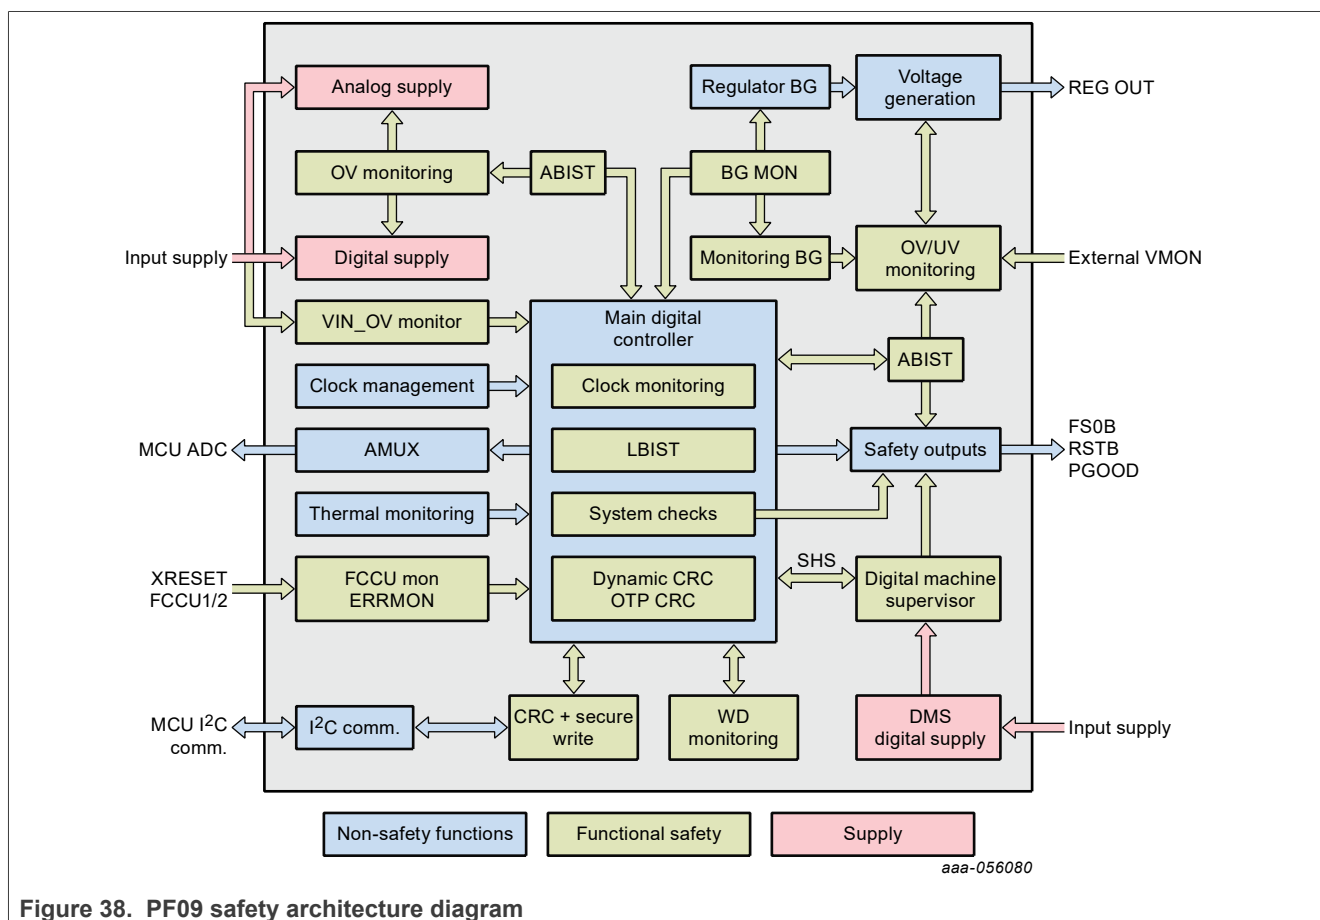 Analog supply
Regulator BG
Voltage
generation
REG OUT
OV monitoring
ABIST
BG MON
Input supply
Digital supply
Monitoring BG
OV/UV
monitoring
External VMON
VIN_OV monitor
Main digital
controller
Clock management
Clock monitoring
ABIST
MCU ADC
AMUX
LBIST
Safety outputs
FS0B
RSTB
PGOOD
Thermal monitoring
System checks
XRESET
FCCU1/2
FCCU mon
ERRMON
Dynamic CRC
OTP CRC
SHS
Digital machine
supervisor
MCU I²C
comm.
I²C comm.
CRC + secure
write
WD
monitoring
DMS
digital supply
Input supply
Non-safety functions
Functional safety
Supply
aaa-056080
Figure 38. PF09 safety architecture diagram